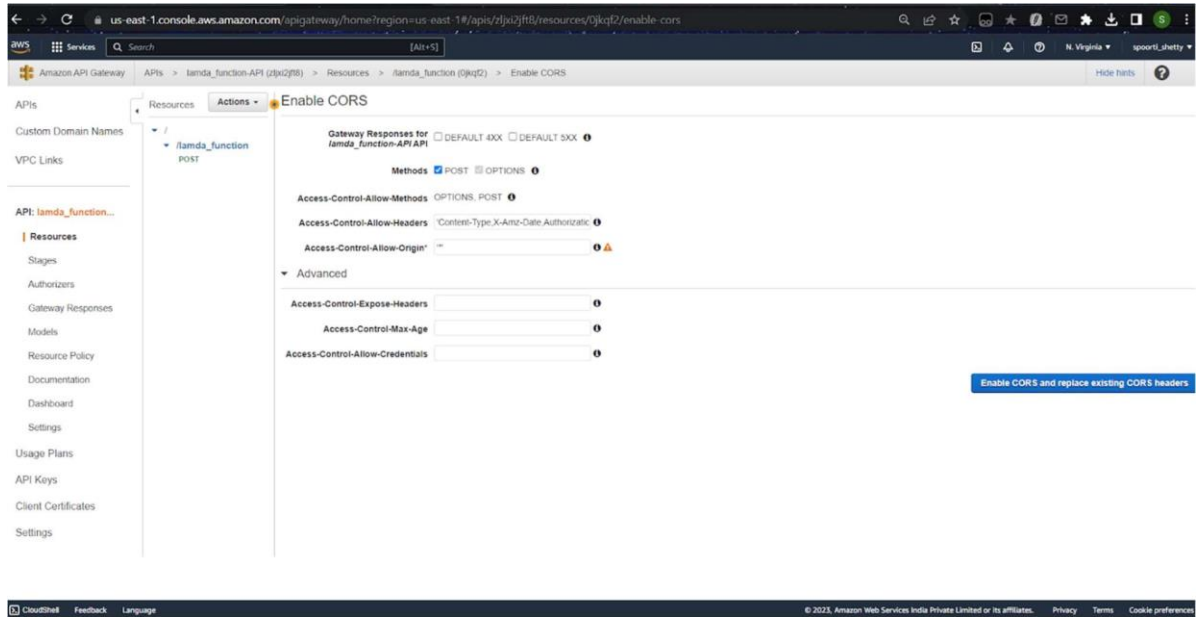 us-east-1.console.aws.amazon.com/apigateway/home?region=us-east-1#/apis/zljxi2jft8/resources/0jkqf2/enable-cors
S
aws Services Search [Alt+S] N. Virginia spoorti_shetty
Amazon API Gateway APIs > lamda_function-API (zljxi2jft8) > Resources > /lamda_function (0jkqf2) > Enable CORS Hide hints ?
APIs
Custom Domain Names
VPC Links
API: lamda_function...
Resources
Stages
Authorizers
Gateway Responses
Models
Resource Policy
Documentation
Dashboard
Settings
Usage Plans
API Keys
Client Certificates
Settings
Resources Actions
/
/lamda_function
POST
Enable CORS
Gateway Responses for DEFAULT 4XX DEFAULT 5XX
lamda_function-API API
Methods POST OPTIONS
Access-Control-Allow-Methods OPTIONS, POST
Access-Control-Allow-Headers 'Content-Type,X-Amz-Date,Authorizatic
Access-Control-Allow-Origin*
Advanced
Access-Control-Expose-Headers
Access-Control-Max-Age
Access-Control-Allow-Credentials
Enable CORS and replace existing CORS headers
CloudShell Feedback Language © 2023, Amazon Web Services India Private Limited or its affiliates. Privacy Terms Cookie preferences